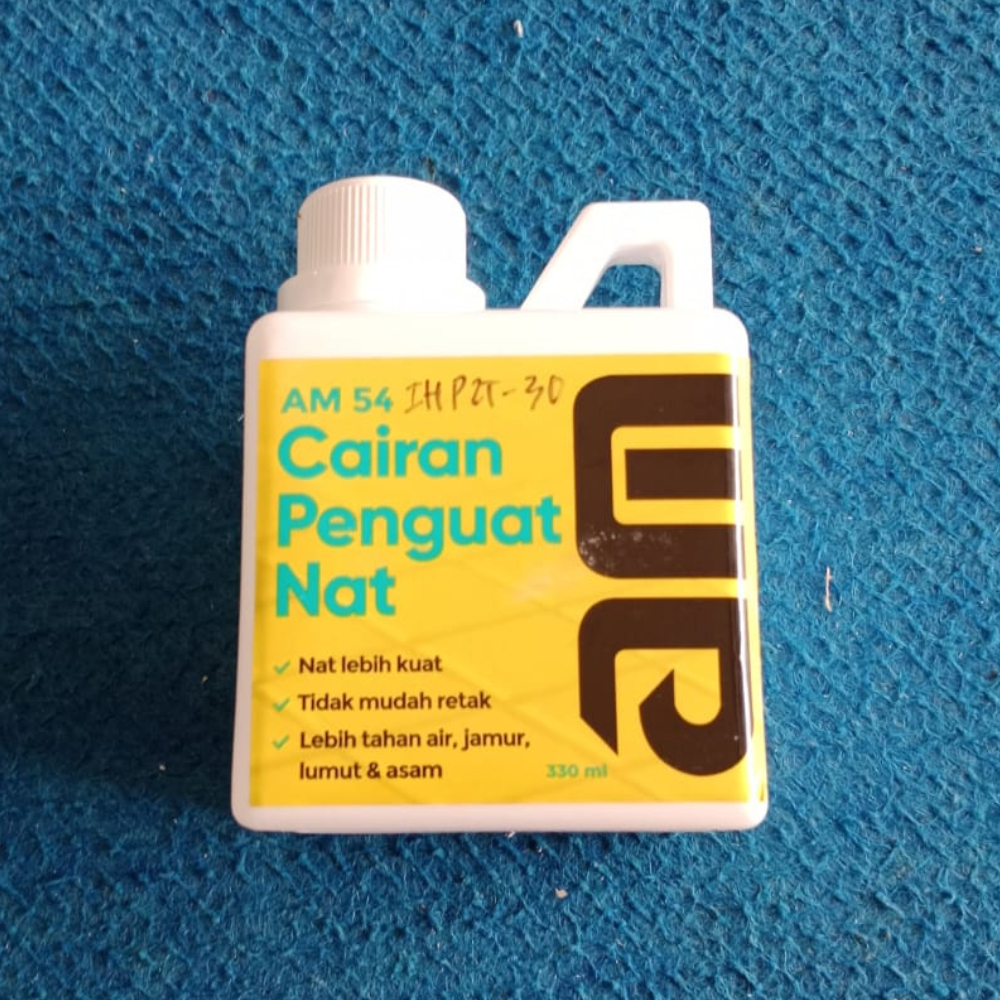 AM 54 IHP2T-30
Cairan
Penguat
Nat
Nat lebih kuat
Tidak mudah retak
Lebih tahan air, jamur,
lumut & asam
330 ml
am